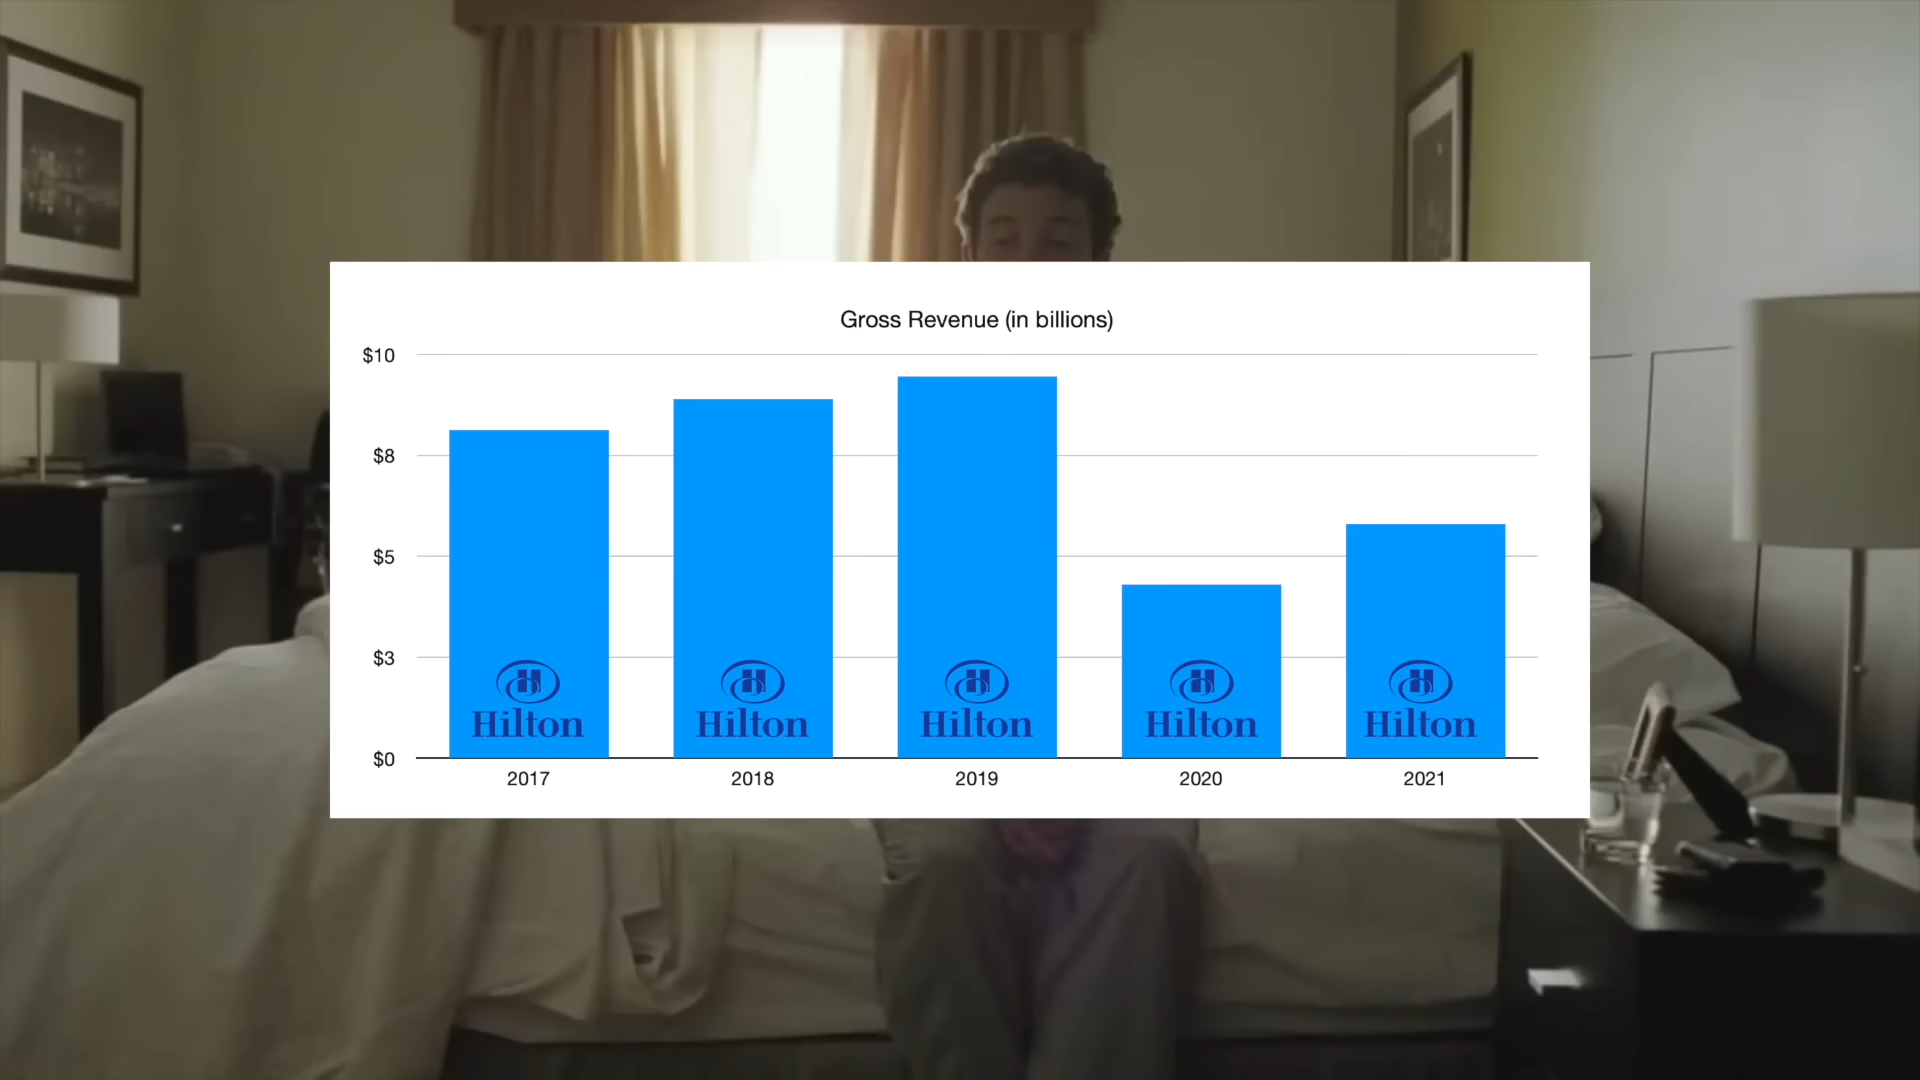 Gross Revenue (in billions)
$10
$8
$5
$3
$0
Hilton Hilton Hilton Hilton Hilton
2017 2018 2019 2020 2021